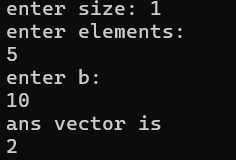 enter size: 1
enter elements:
5
enter b:
10
ans vector is
2